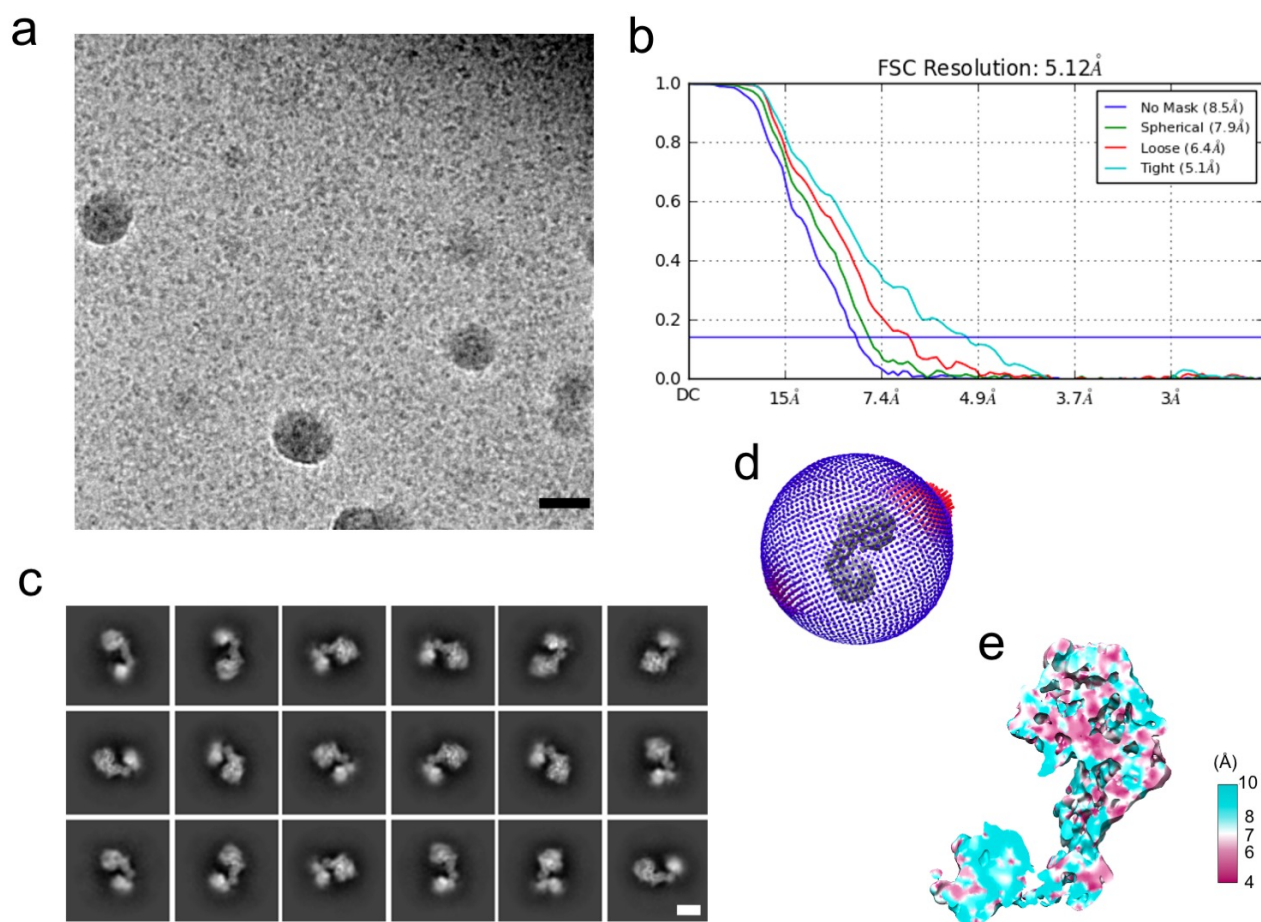 a
b
FSC Resolution: 5.12Å
1.0
0.8
0.6
0.4
0.2
0.0
No Mask (8.5Å)
Spherical (7.9Å)
Loose (6.4Å)
Tight (5.1Å)
DC
15Å
7.4Å
4.9Å
3.7Å
3Å
d
c
e
(Å)
10
8
7
6
4